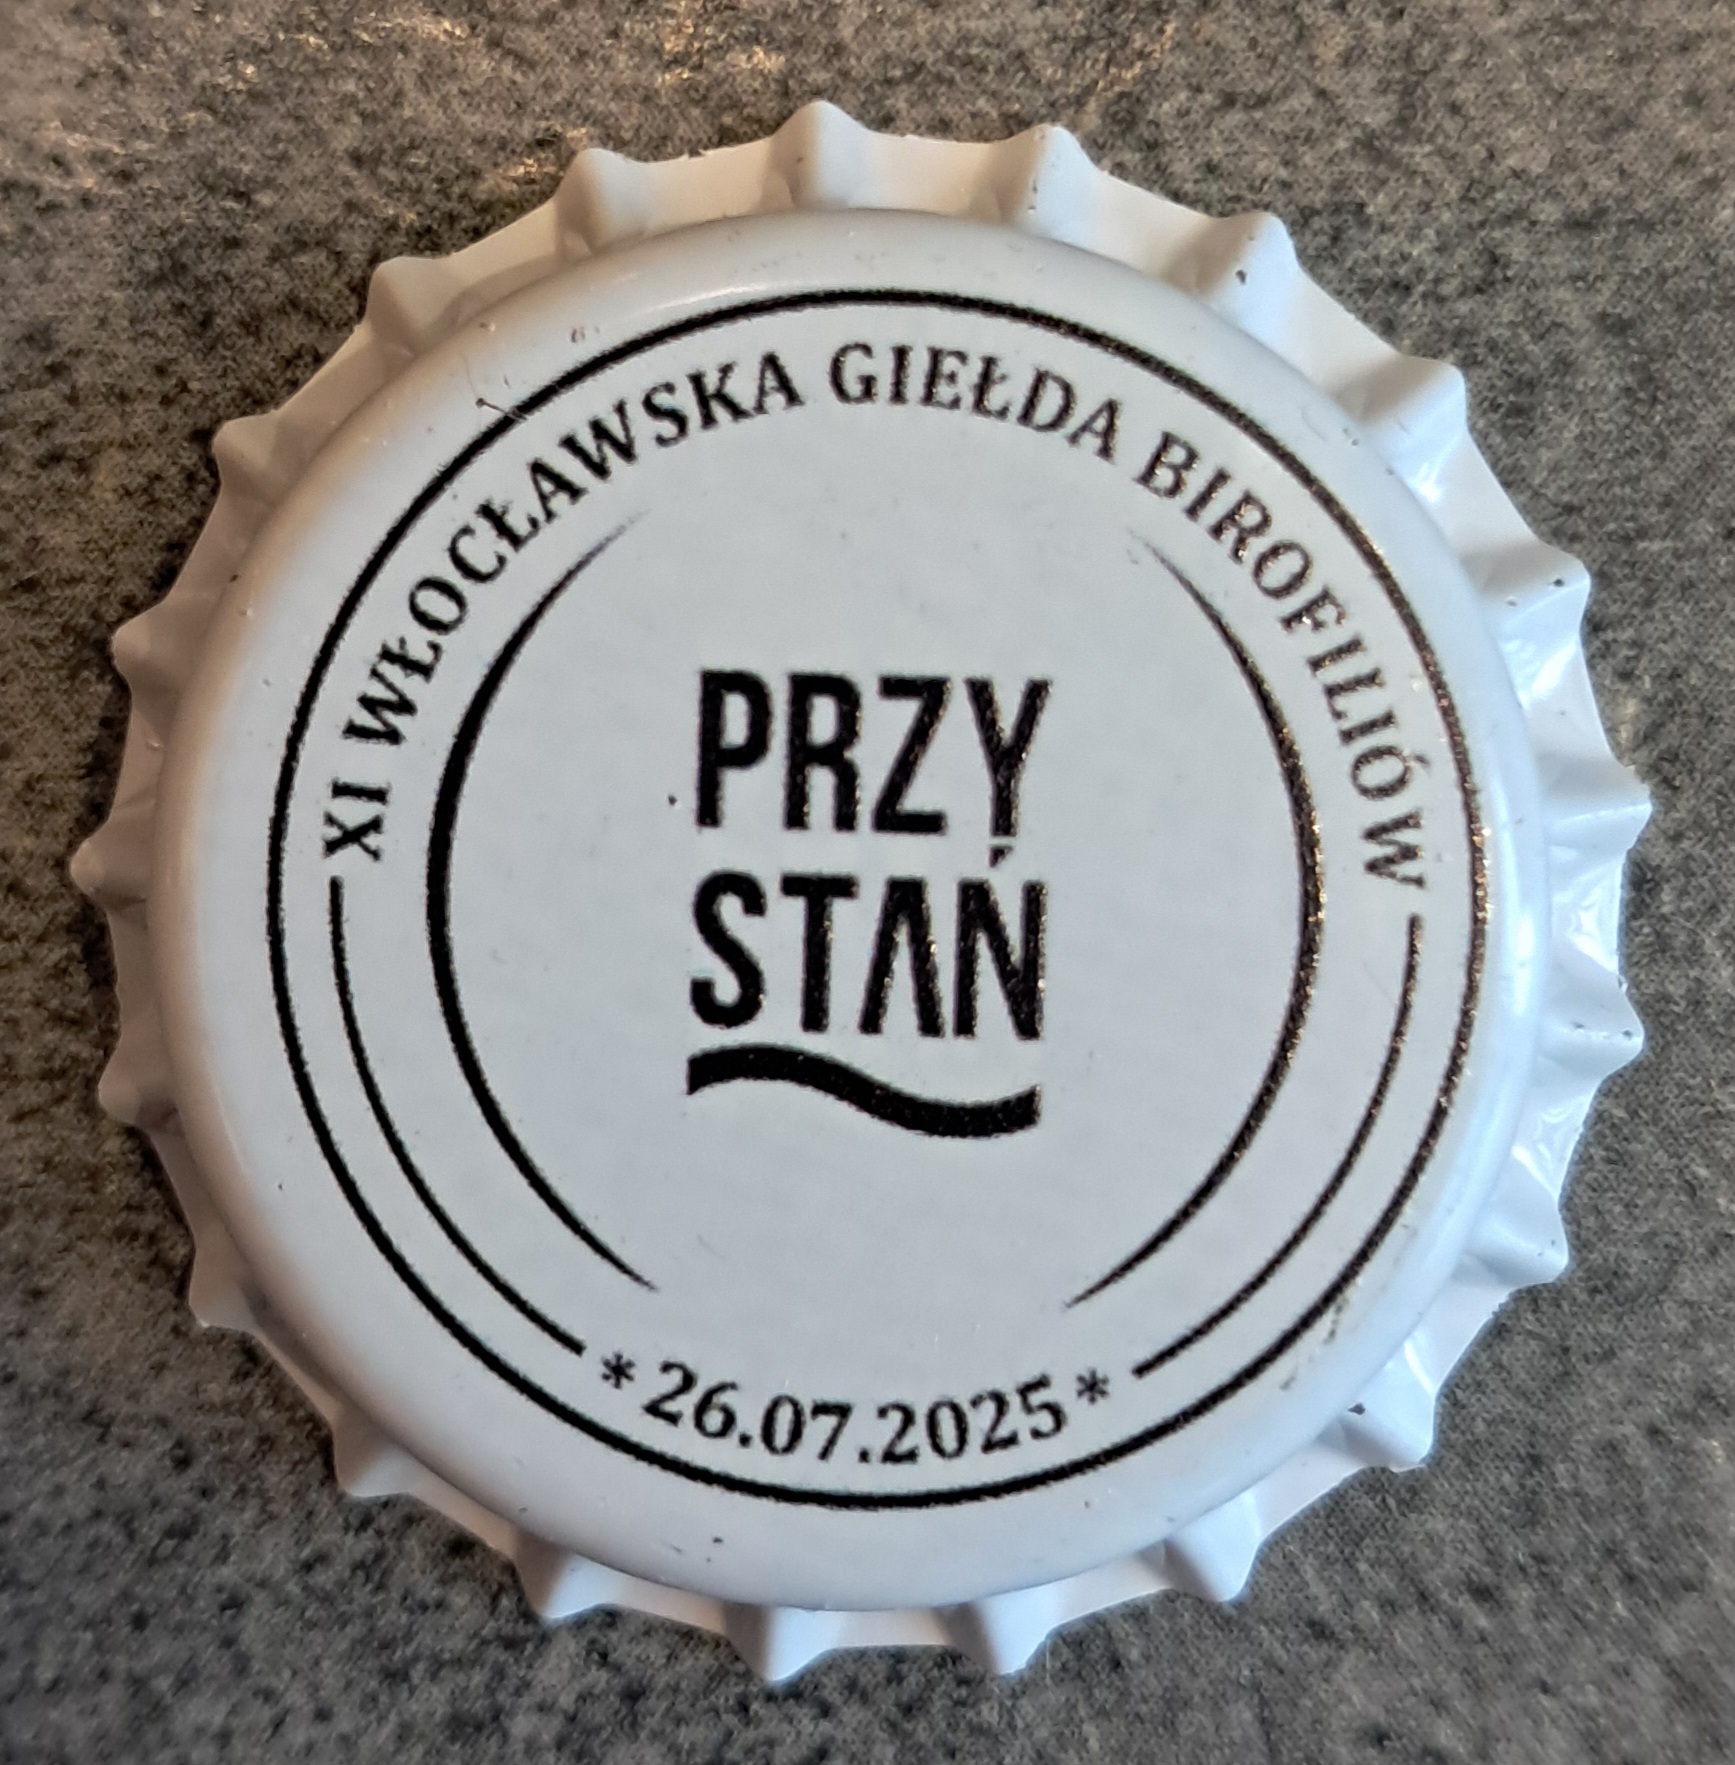 XI WŁOCŁAWSKA GIEŁDA BIROFILIÓW
PRZY
STAŃ
* 26.07.2025 *